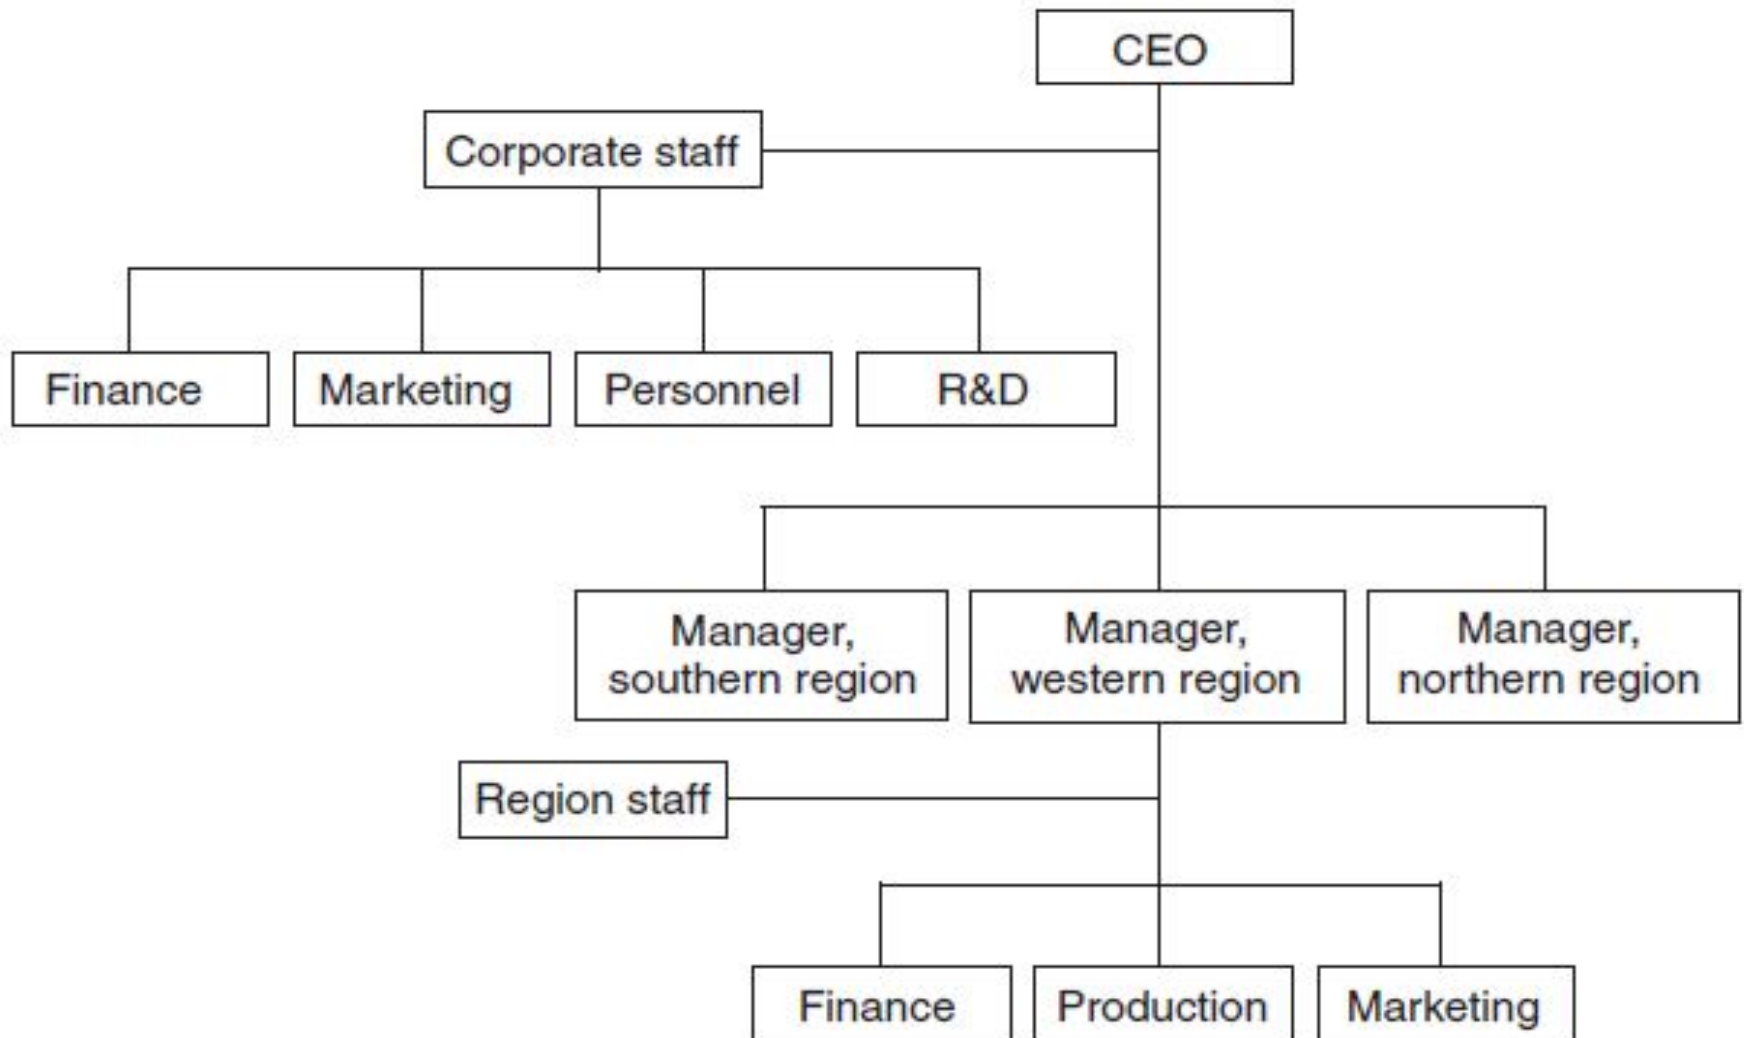 CEO
Corporate staff
Finance
Marketing
Personnel
R&D
Manager,
southern region
Manager,
western region
Manager,
northern region
Region staff
Finance
Production
Marketing